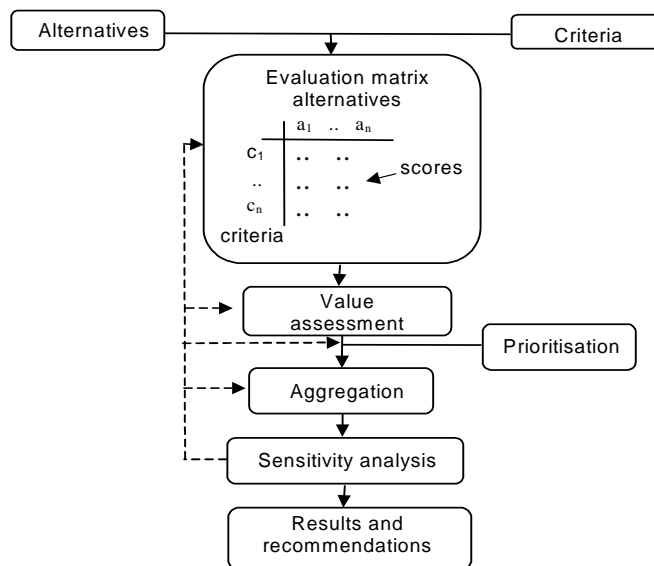 Alternatives
Criteria
Evaluation matrix
alternatives
a1 .. an
c1 .. ..
scores
.. .. ..
cn .. ..
criteria
Value
assessment
Prioritisation
Aggregation
Sensitivity analysis
Results and
recommendations